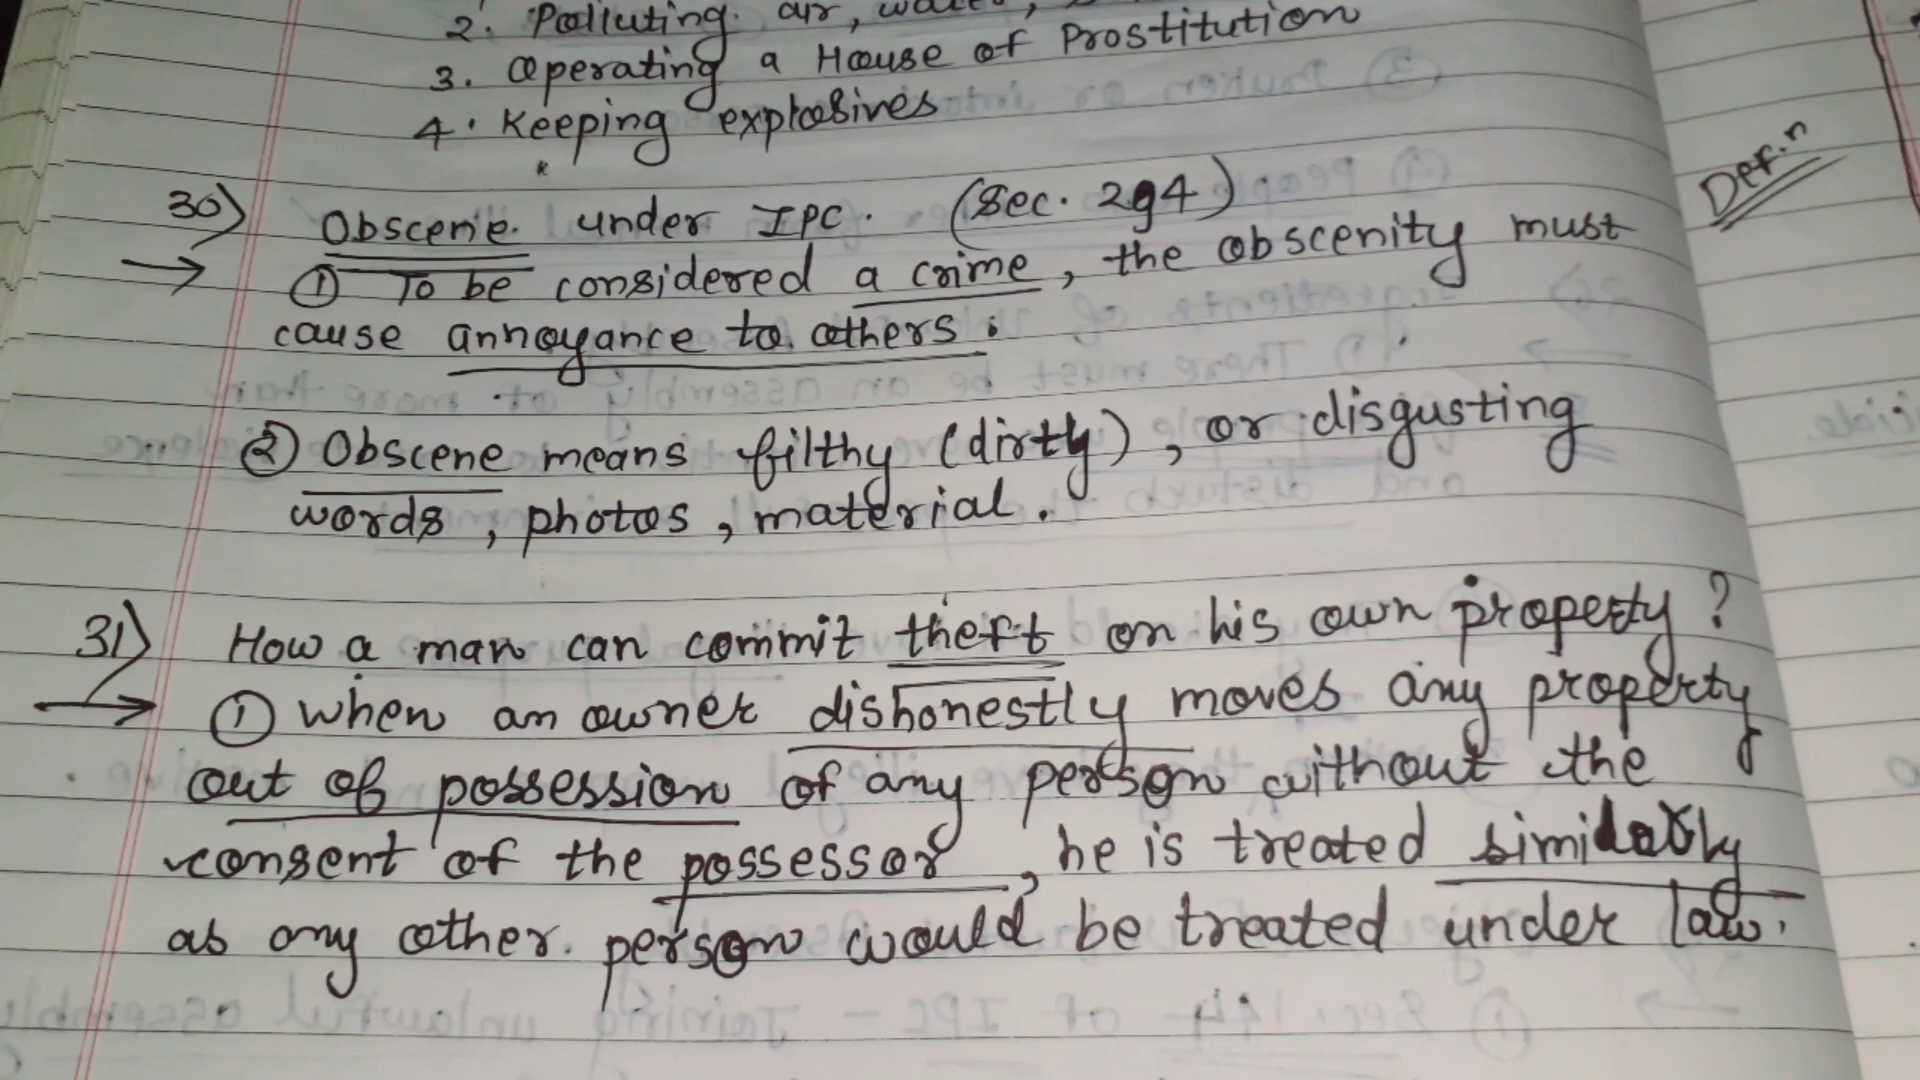 2. Polluting air, water,
3. Operating a House of Prostitution
4. Keeping explosives
30) Obscene under IPC. (Sec. 294)
Def.n
→ ① To be considered a crime, the obscenity must
cause annoyance to others.
② Obscene means filthy (dirty), or disgusting
words, photos, material.
31) How a man can commit theft on his own property?
→ ① When an owner dishonestly moves any property
out of possession of any person without the
consent of the possessor, he is treated similarly
as any other person would be treated under law.